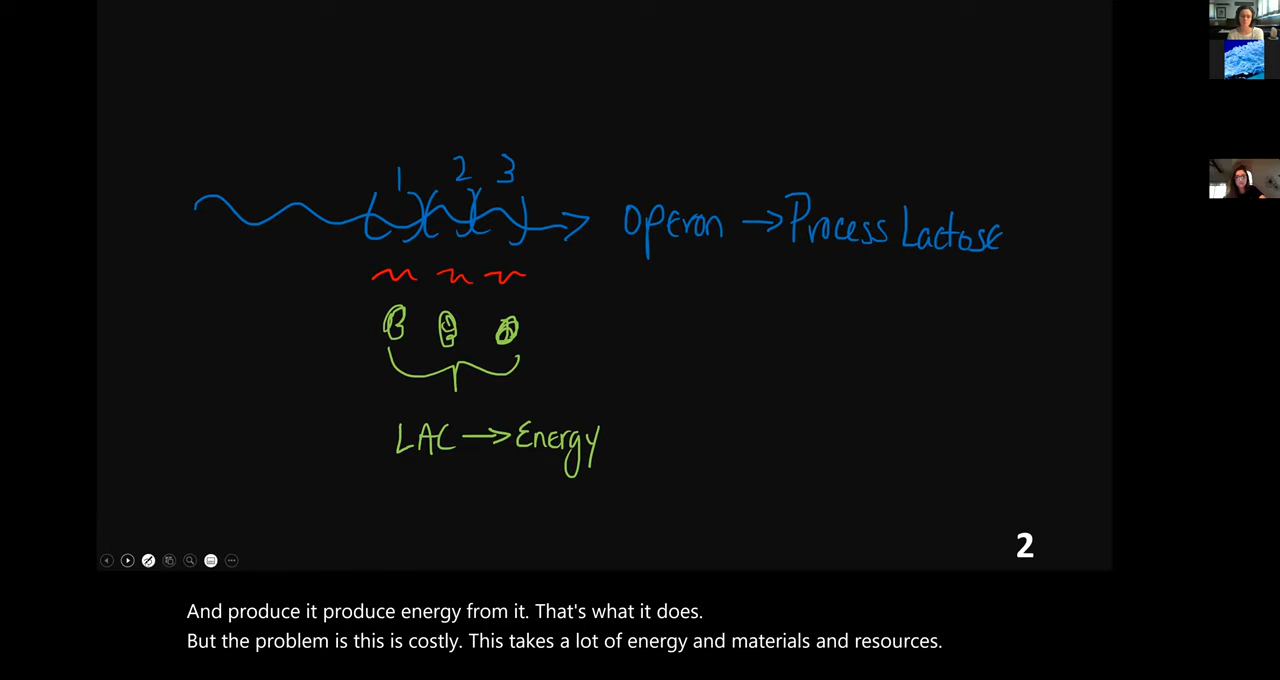 1 2 3
operon → Process Lactose
LAC → Energy
2
And produce it produce energy from it. That's what it does.
But the problem is this is costly. This takes a lot of energy and materials and resources.